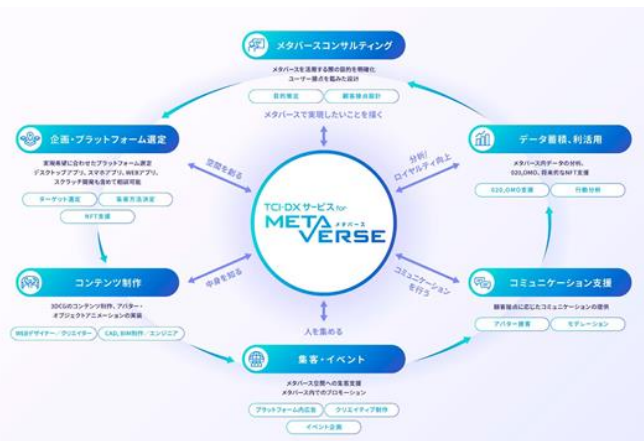 メタバースコンサルティング
メタバースを活用する際の目的を明確化
ユーザー接点を鑑みた設計
目的策定
顧客接点設計
メタバースで実現したいことを描く
企画・プラットフォーム選定
実現希望に合わせたプラットフォーム選定
デスクトップアプリ、スマホアプリ、WEBアプリ、
スクラッチ開発も含めて相談可能
ターゲット選定
集客方法決定
NFT支援
空間を創る
分析/
ロイヤルティ向上
データ蓄積、利活用
メタバース内データの分析、
O2O,OMO、将来的なNFT支援
O2O,OMO支援
行動分析
TCI-DX サービス for
METAVERSE
メタバース
コンテンツ制作
3DCGのコンテンツ制作、アバター・
オブジェクトアニメーションの実装
WEBデザイナー/クリエイター
CAD, BIM制作/エンジニア
中身を知る
コミュニケーション
を行う
コミュニケーション支援
顧客接点に応じたコミュニケーションの提供
アバター接客
モデレーション
人を集める
集客・イベント
メタバース空間への集客支援
メタバース内でのプロモーション
プラットフォーム内広告
クリエイティブ制作
イベント企画